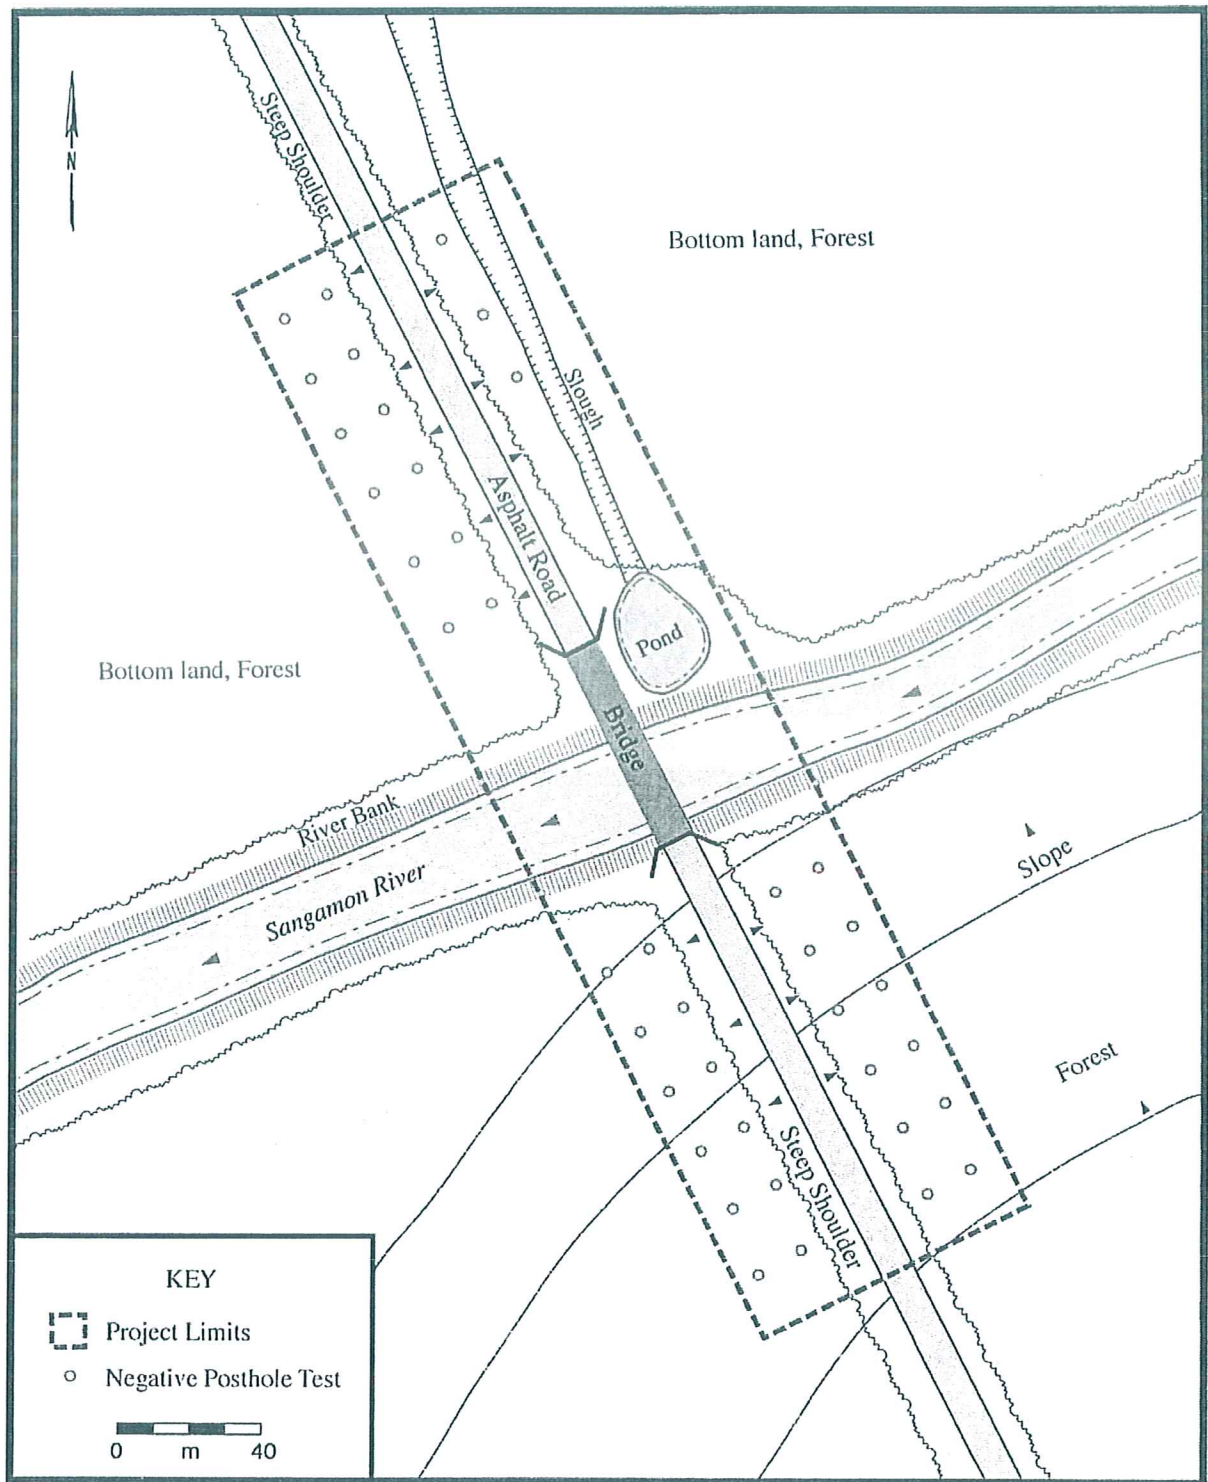 N
Steep Shoulder
Bottom land, Forest
Slough
Asphalt Road
Pond
Bottom land, Forest
Bridge
River Bank
Sangamon River
Slope
Forest
Steep Shoulder
KEY
Project Limits
Negative Posthole Test
0 m 40